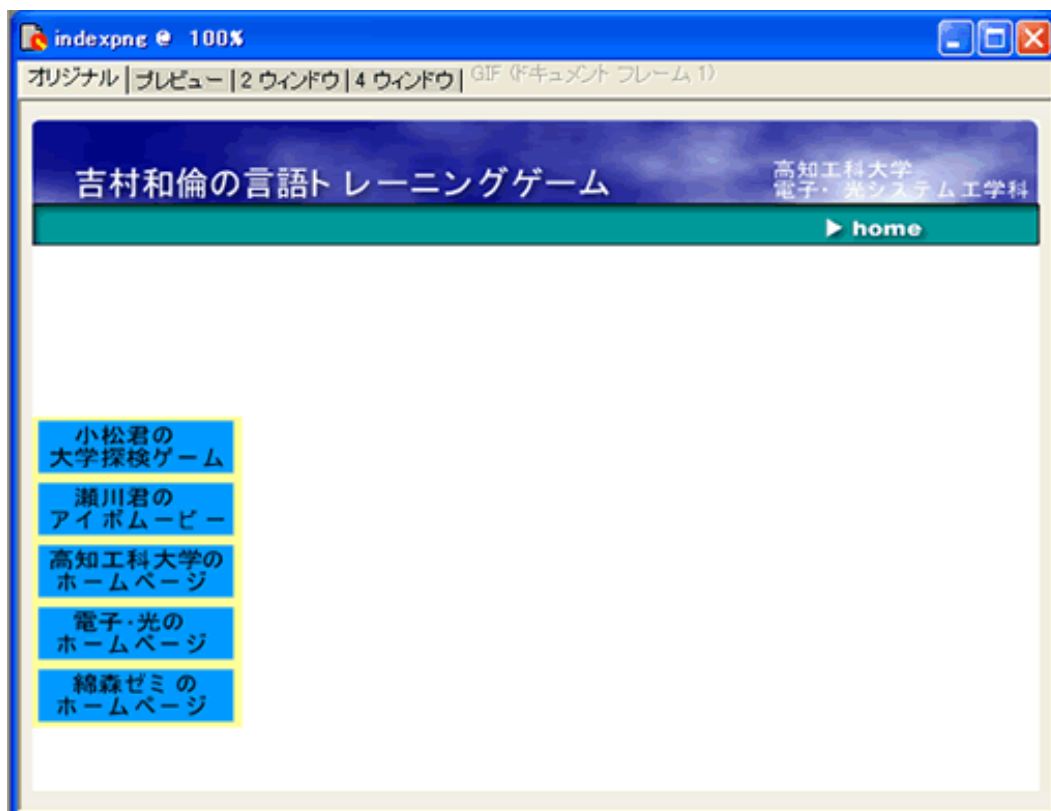 indexpng @ 100%
オリジナル プレビュー 2 ウィンドウ 4 ウィンドウ GIF (ドキュメント フレーム 1)
吉村和倫の言語トレーニングゲーム
高知工科大学
電子・光システム工学科
▶ home
小松君の
大学探検ゲーム
瀬川君の
アイボムービー
高知工科大学の
ホームページ
電子・光の
ホームページ
綿森ゼミの
ホームページ